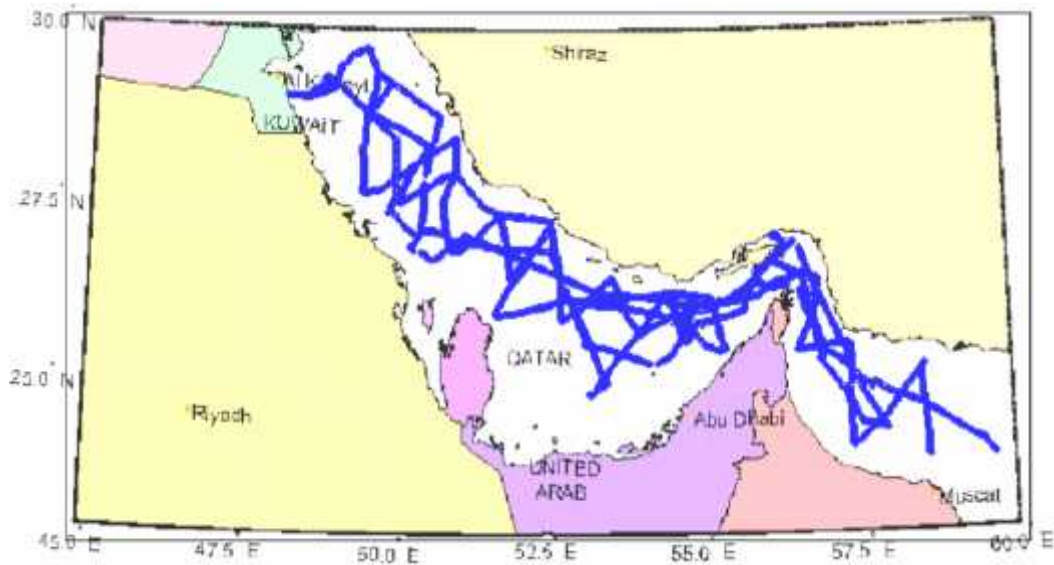 30.0° N
Shiraz
KUWAIT
27.5° N
QATAR
25.0° N
Riyadh
Abu Dhabi
UNITED
ARAB
Muscat
45.0 E
47.5 E
50.0 E
52.5 E
55.0 E
57.5 E
60.0 E